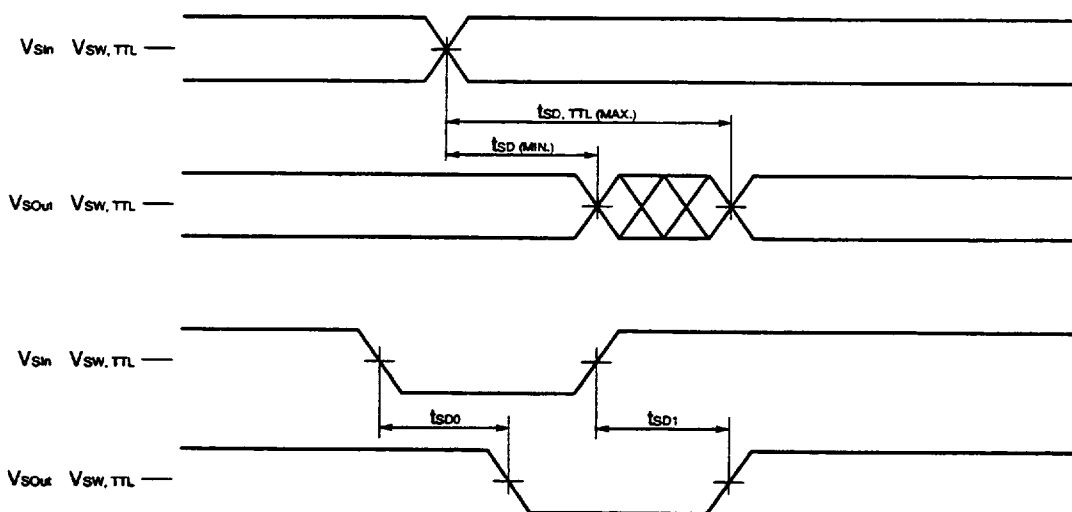 VSIn VSW, TTL
tSD, TTL (MAX.)
tSD (MIN.)
VSOut VSW, TTL
VSIn VSW, TTL
tSD0
tSD1
VSOut VSW, TTL